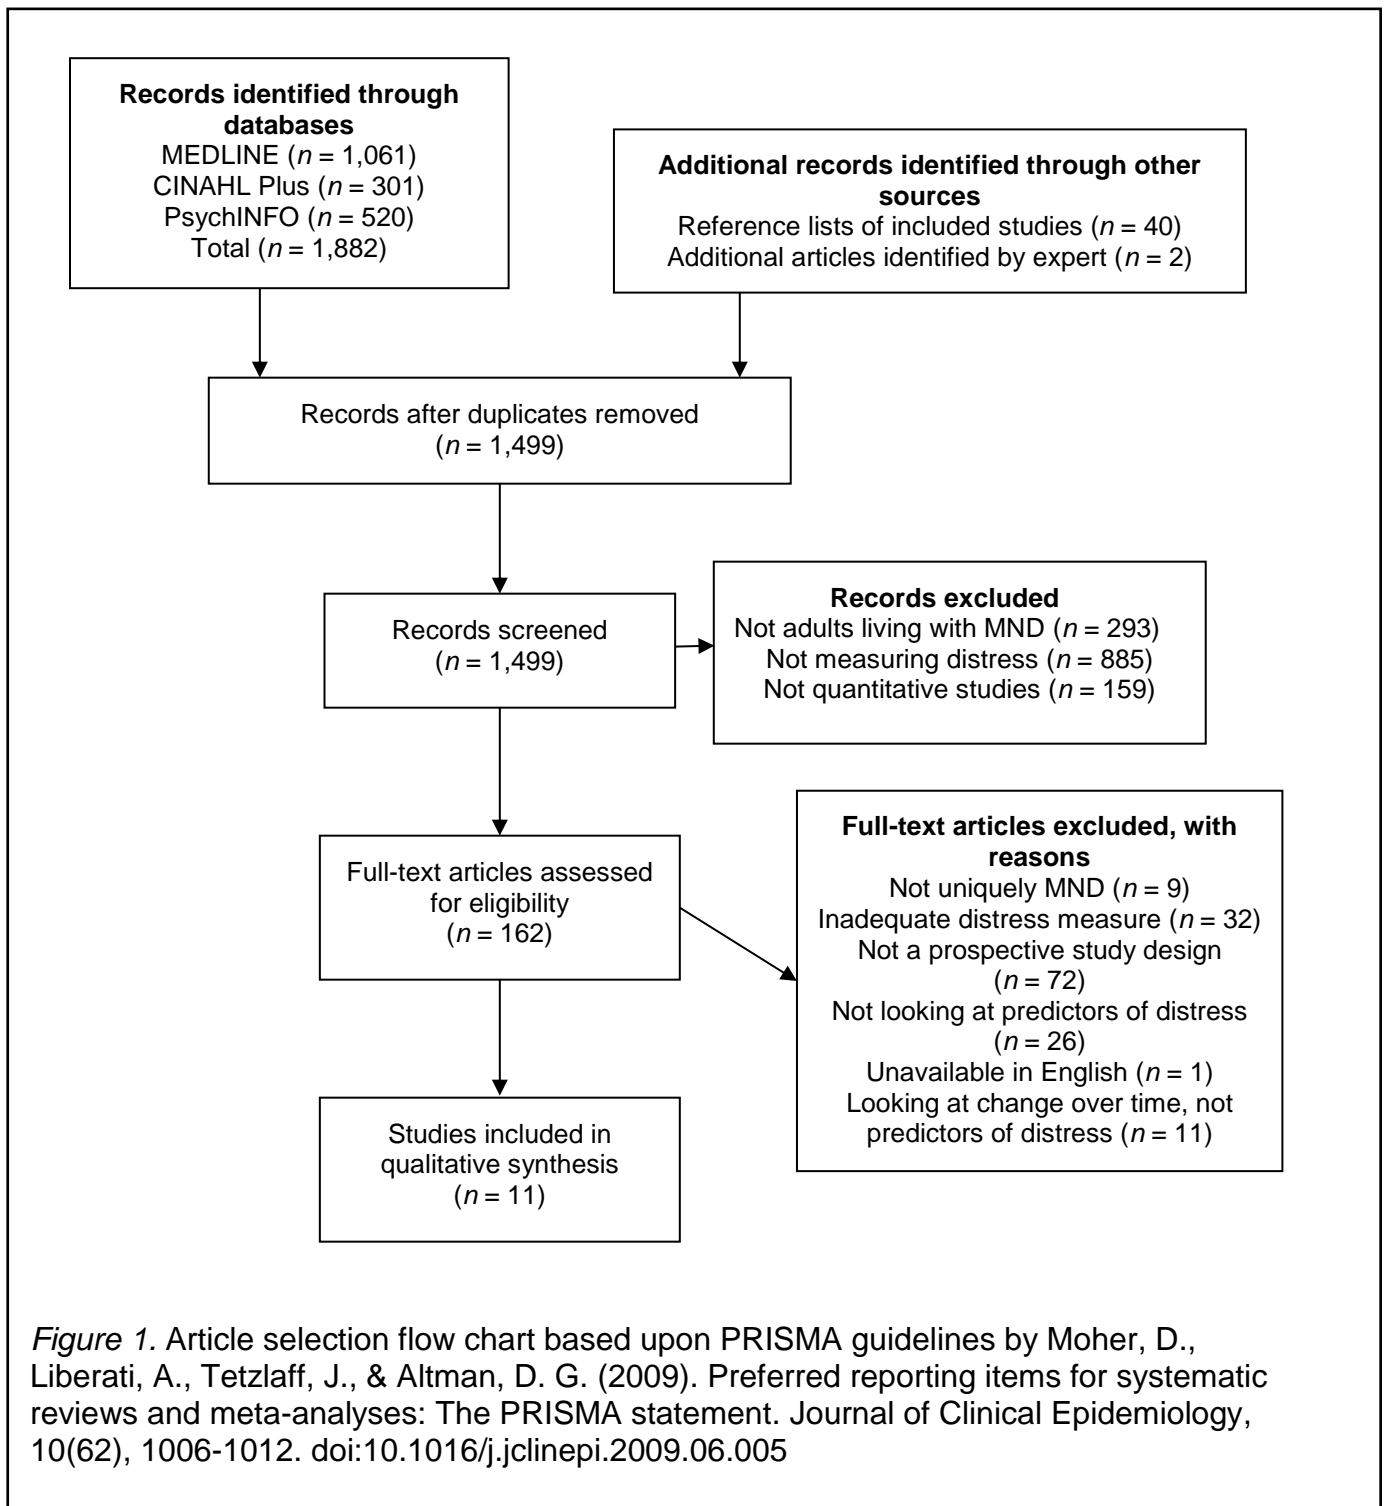 Records identified through
databases
MEDLINE (n = 1,061)
CINAHL Plus (n = 301)
PsychINFO (n = 520)
Total (n = 1,882)
Additional records identified through other
sources
Reference lists of included studies (n = 40)
Additional articles identified by expert (n = 2)
Records after duplicates removed
(n = 1,499)
Records screened
(n = 1,499)
Records excluded
Not adults living with MND (n = 293)
Not measuring distress (n = 885)
Not quantitative studies (n = 159)
Full-text articles assessed
for eligibility
(n = 162)
Full-text articles excluded, with
reasons
Not uniquely MND (n = 9)
Inadequate distress measure (n = 32)
Not a prospective study design
(n = 72)
Not looking at predictors of distress
(n = 26)
Unavailable in English (n = 1)
Looking at change over time, not
predictors of distress (n = 11)
Studies included in
qualitative synthesis
(n = 11)
Figure 1. Article selection flow chart based upon PRISMA guidelines by Moher, D.,
Liberati, A., Tetzlaff, J., & Altman, D. G. (2009). Preferred reporting items for systematic
reviews and meta-analyses: The PRISMA statement. Journal of Clinical Epidemiology,
10(62), 1006-1012. doi:10.1016/j.jclinepi.2009.06.005